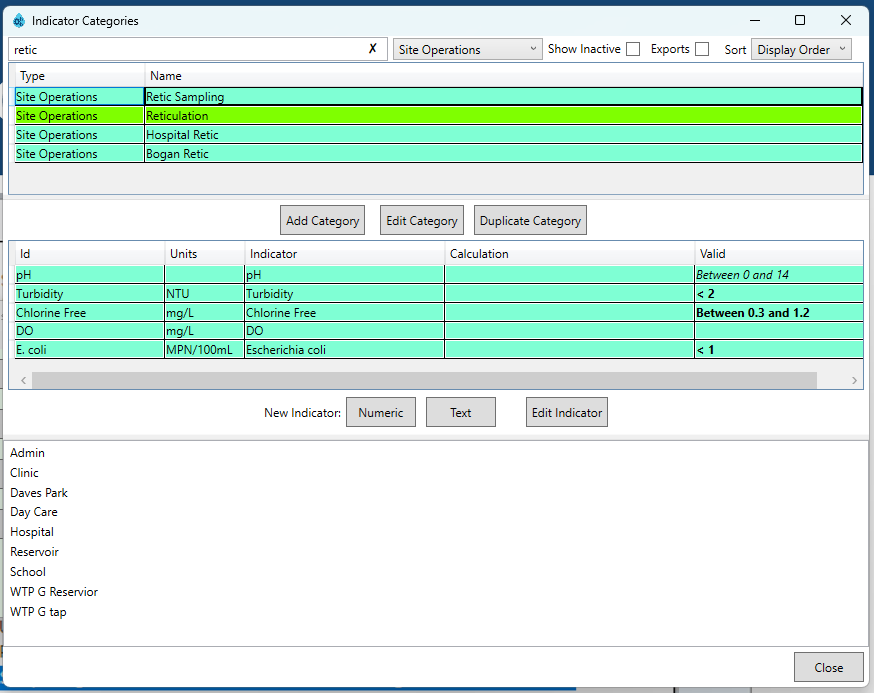 Indicator Categories
retic ✗ Site Operations Show Inactive Exports Sort Display Order
Type Name
Site Operations Retic Sampling
Site Operations Reticulation
Site Operations Hospital Retic
Site Operations Bogan Retic
Add Category Edit Category Duplicate Category
Id Units Indicator Calculation Valid
pH pH Between 0 and 14
Turbidity NTU Turbidity < 2
Chlorine Free mg/L Chlorine Free Between 0.3 and 1.2
DO mg/L DO
E. coli MPN/100mL Escherichia coli < 1
New Indicator: Numeric Text Edit Indicator
Admin
Clinic
Daves Park
Day Care
Hospital
Reservoir
School
WTP G Reservior
WTP G tap
Close